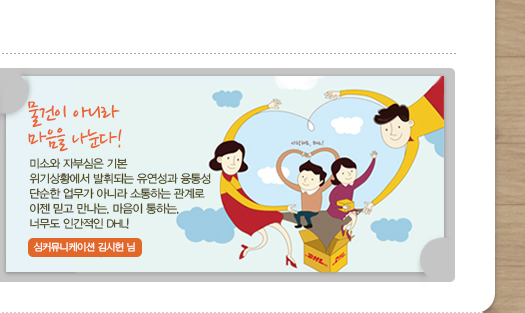 물건이 아니라
마음을 나눈다!
미소와 자부심은 기본
위기상황에서 발휘되는 유연성과 융통성
단순한 업무가 아니라 소통하는 관계로
이젠 믿고 만나는, 마음이 통하는,
너무도 인간적인 DHL!
심커뮤니케이션 김시헌 님
DHL
DHL